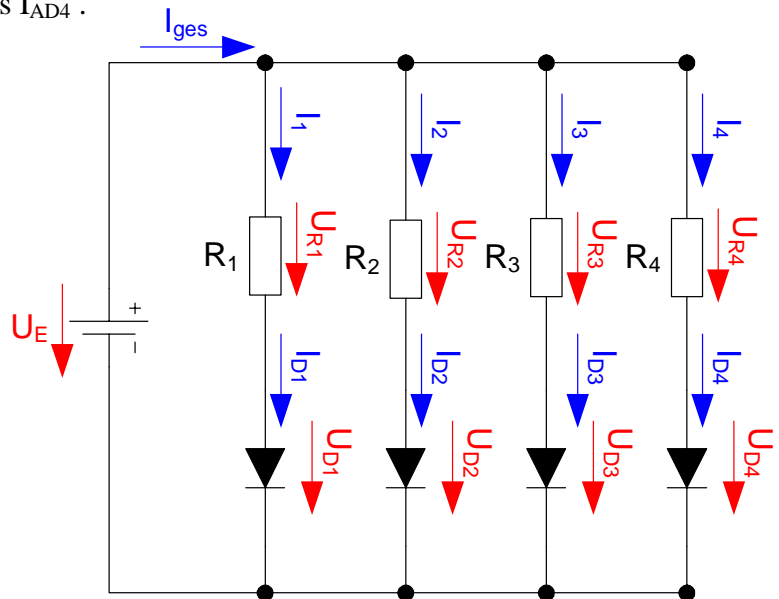 s I_AD4 .
I_ges
I_1 I_2 I_3 I_4
U_R1 U_R2 U_R3 U_R4
R_1 R_2 R_3 R_4
+
U_E
−
I_D1 I_D2 I_D3 I_D4
U_D1 U_D2 U_D3 U_D4